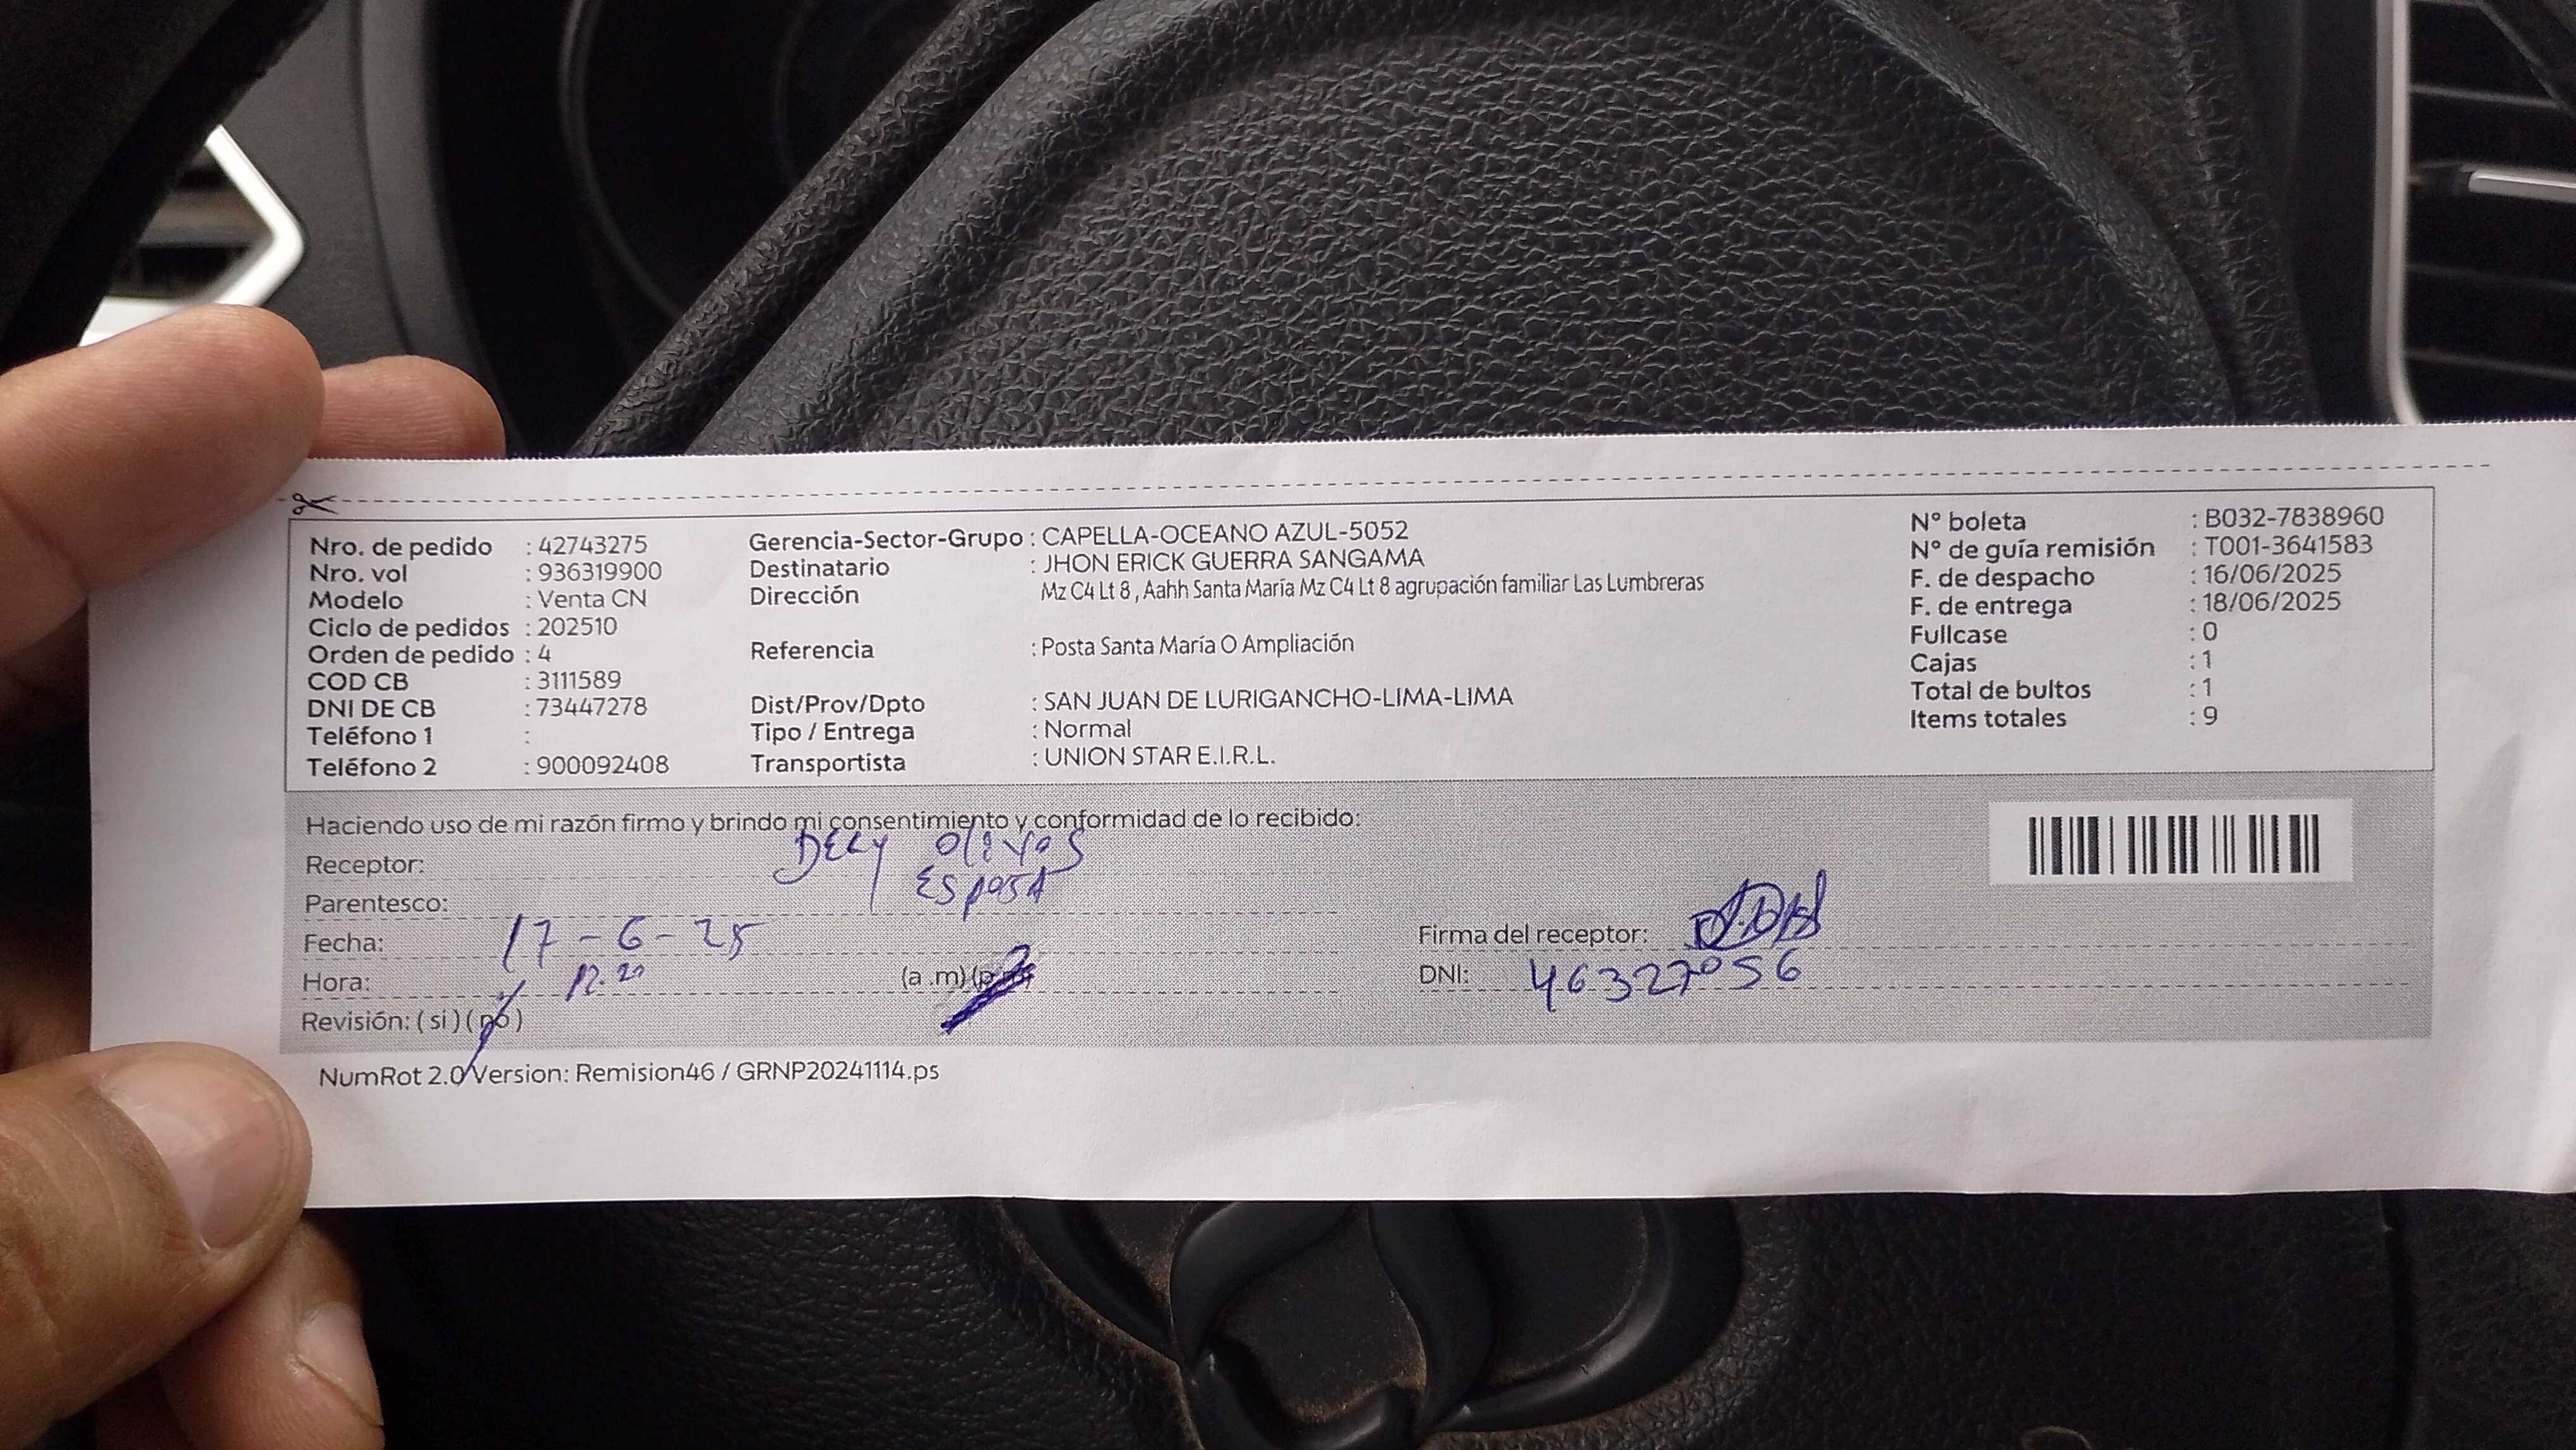 Nro. de pedido : 42743275
Nro. vol : 936319900
Modelo : Venta CN
Ciclo de pedidos : 202510
Orden de pedido : 4
COD CB : 3111589
DNI DE CB : 73447278
Teléfono 1 :
Teléfono 2 : 900092408
Gerencia-Sector-Grupo : CAPELLA-OCEANO AZUL-5052
Destinatario : JHON ERICK GUERRA SANGAMA
Dirección Mz C4 Lt 8 , Aahh Santa María Mz C4 Lt 8 agrupación familiar Las Lumbreras
Referencia : Posta Santa María O Ampliación
Dist/Prov/Dpto : SAN JUAN DE LURIGANCHO-LIMA-LIMA
Tipo / Entrega : Normal
Transportista : UNION STAR E.I.R.L.
N° boleta : B032-7838960
N° de guía remisión : T001-3641583
F. de despacho : 16/06/2025
F. de entrega : 18/06/2025
Fullcase : 0
Cajas : 1
Total de bultos : 1
Items totales : 9
Haciendo uso de mi razón firmo y brindo mi consentimiento y conformidad de lo recibido:
Receptor: Olivos
Parentesco: Esposa
Fecha: 17-6-25
Hora: 12.20 (a .m)
Revisión: ( si ) ( no )
Firma del receptor:
DNI: 46327056
NumRot 2.0 Version: Remision46 / GRNP20241114.ps